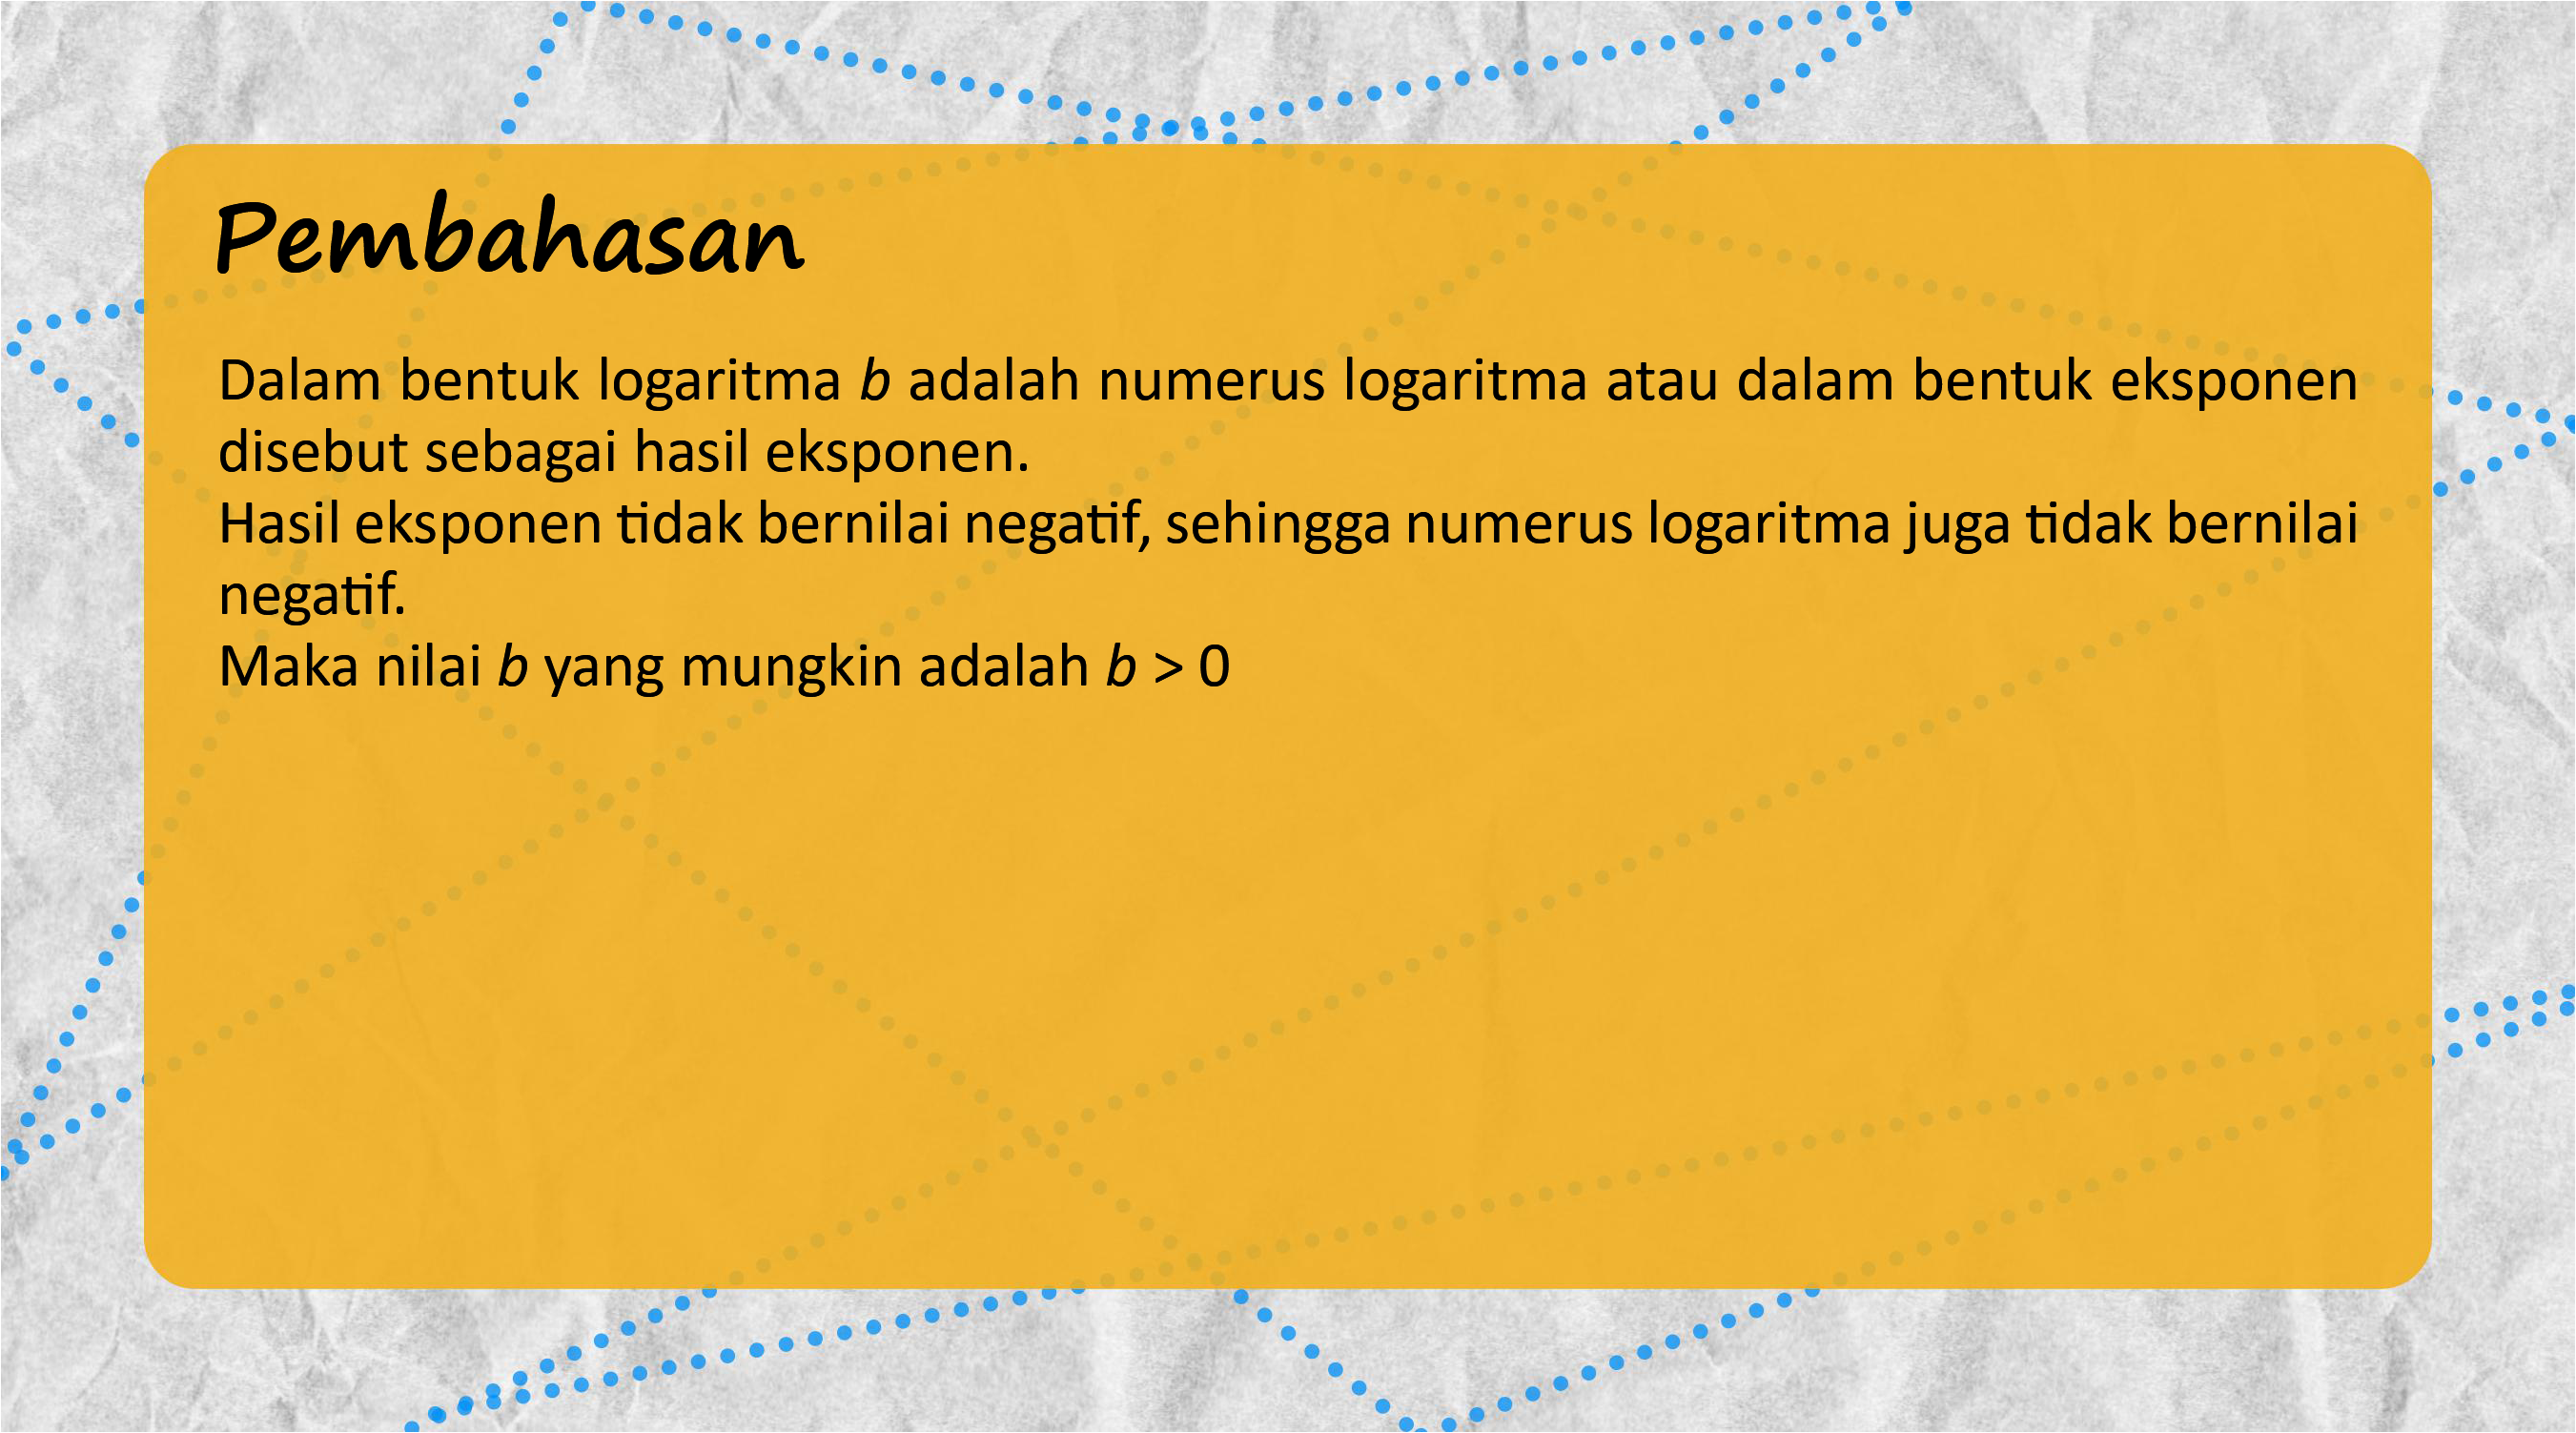 Pembahasan
Dalam bentuk logaritma b adalah numerus logaritma atau dalam bentuk eksponen
disebut sebagai hasil eksponen.
Hasil eksponen tidak bernilai negatif, sehingga numerus logaritma juga tidak bernilai
negatif.
Maka nilai b yang mungkin adalah b > 0